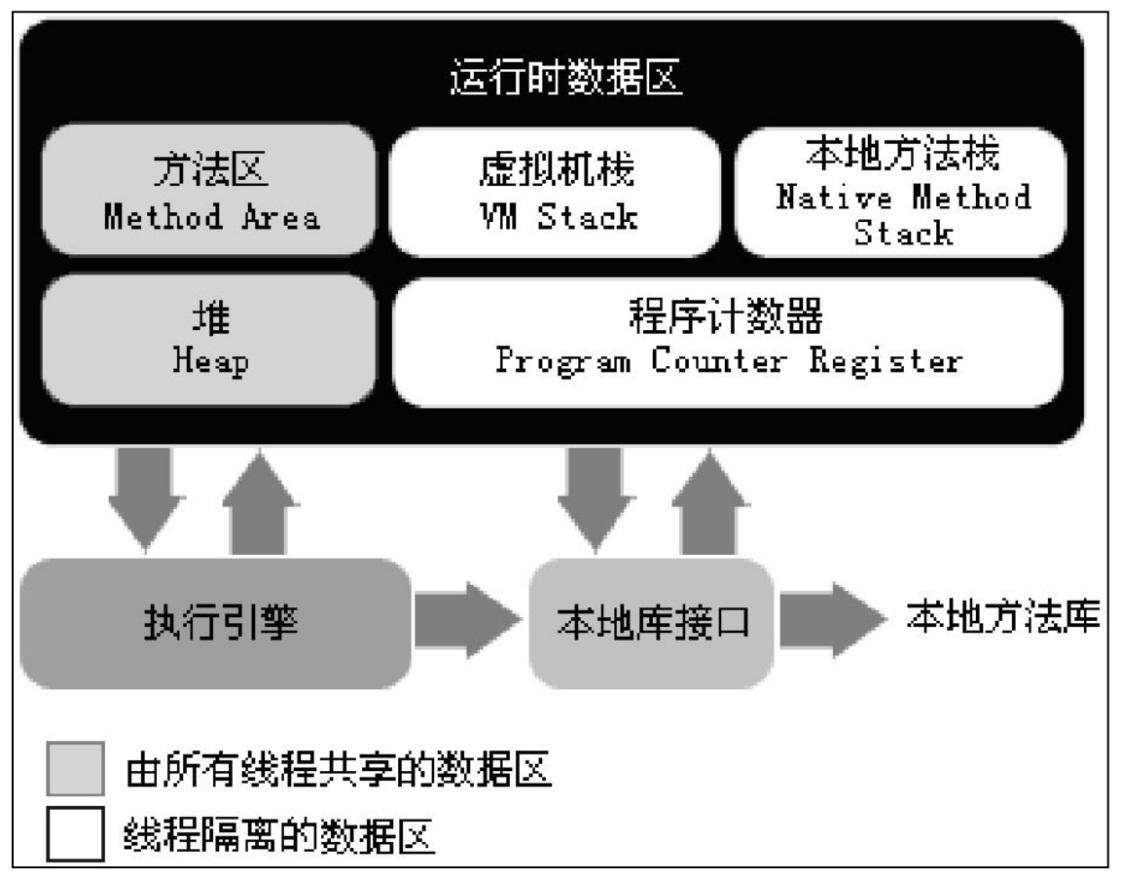 运行时数据区
方法区
Method Area
虚拟机栈
VM Stack
本地方法栈
Native Method
Stack
堆
Heap
程序计数器
Program Counter Register
执行引擎
本地库接口
本地方法库
由所有线程共享的数据区
线程隔离的数据区